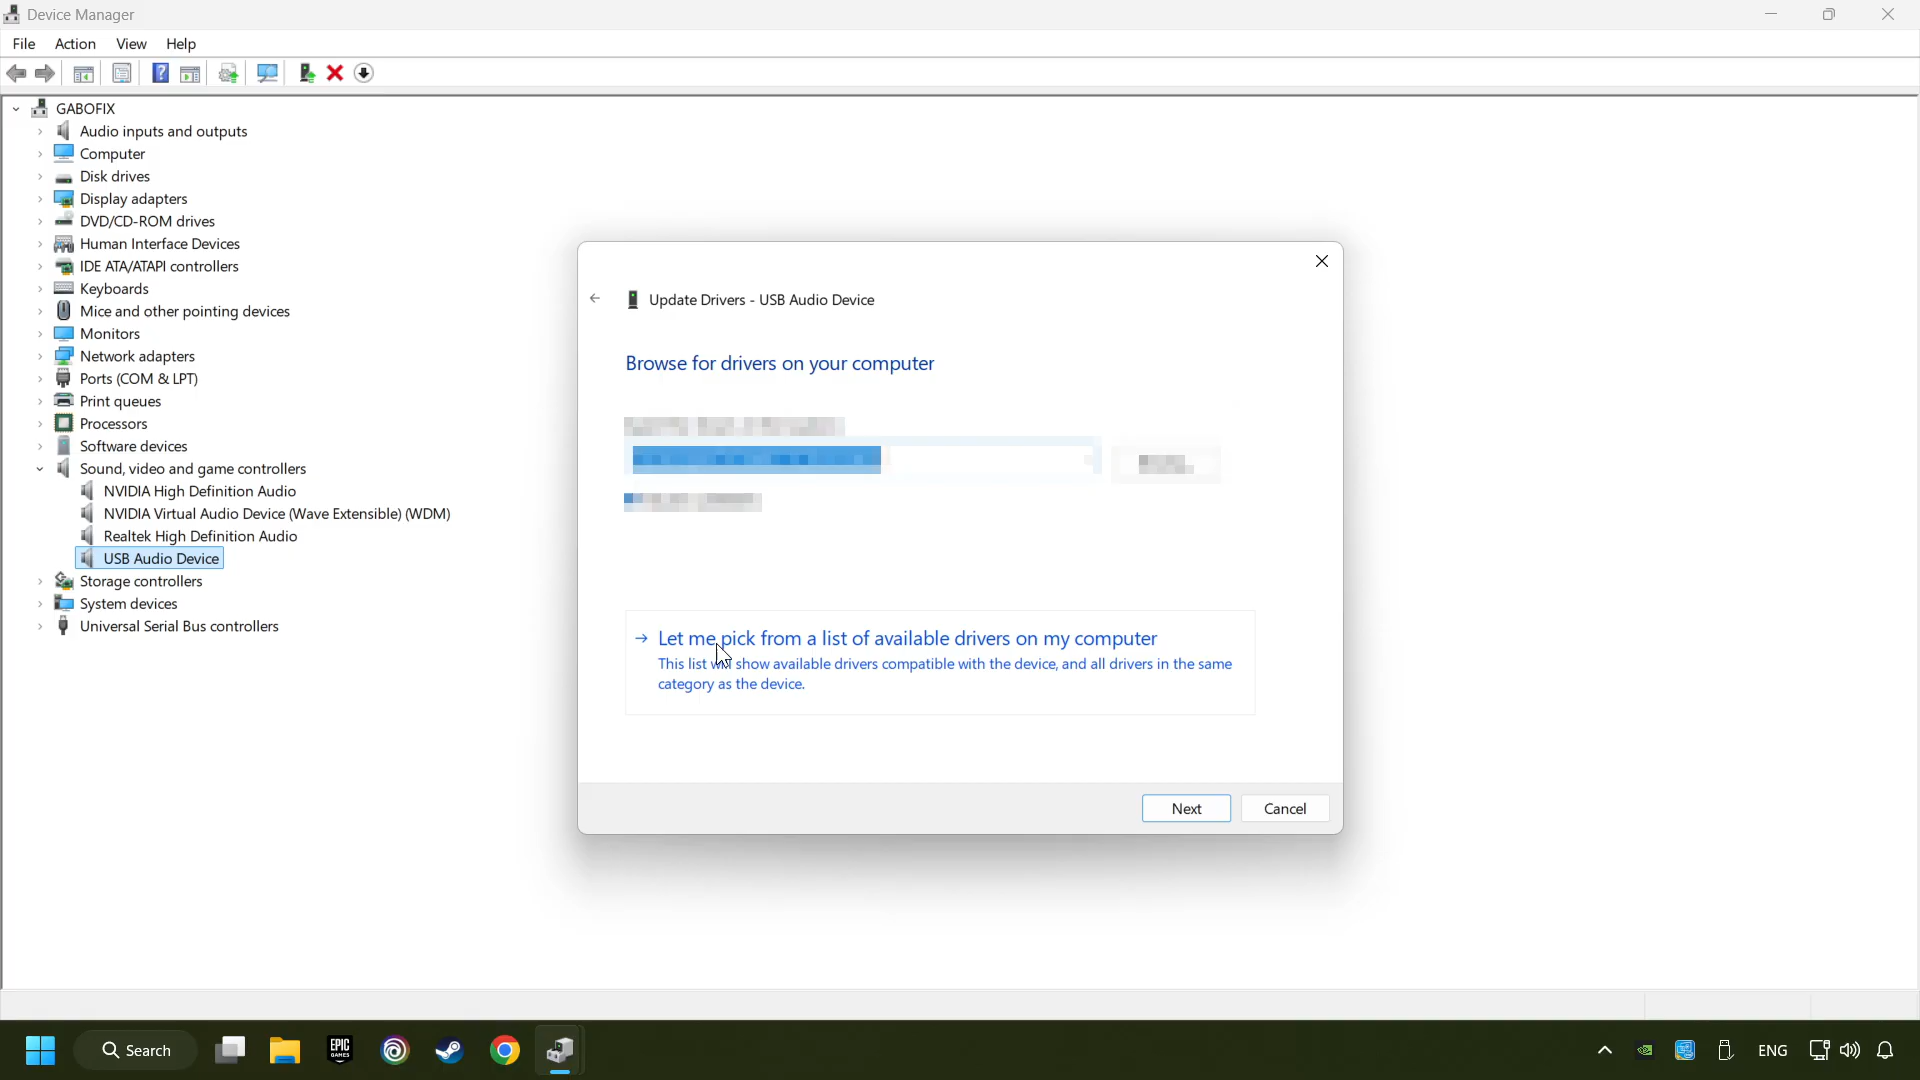 Device Manager
File Action View Help
GABOFIX
Audio inputs and outputs
Computer
Disk drives
Display adapters
DVD/CD-ROM drives
Human Interface Devices
IDE ATA/ATAPI controllers
Keyboards
Mice and other pointing devices
Monitors
Network adapters
Ports (COM & LPT)
Print queues
Processors
Software devices
Sound, video and game controllers
NVIDIA High Definition Audio
NVIDIA Virtual Audio Device (Wave Extensible) (WDM)
Realtek High Definition Audio
USB Audio Device
Storage controllers
System devices
Universal Serial Bus controllers
Update Drivers - USB Audio Device
Browse for drivers on your computer
Let me pick from a list of available drivers on my computer
This list will show available drivers compatible with the device, and all drivers in the same
category as the device.
Next
Cancel
Search
EPIC
GAMES
ENG